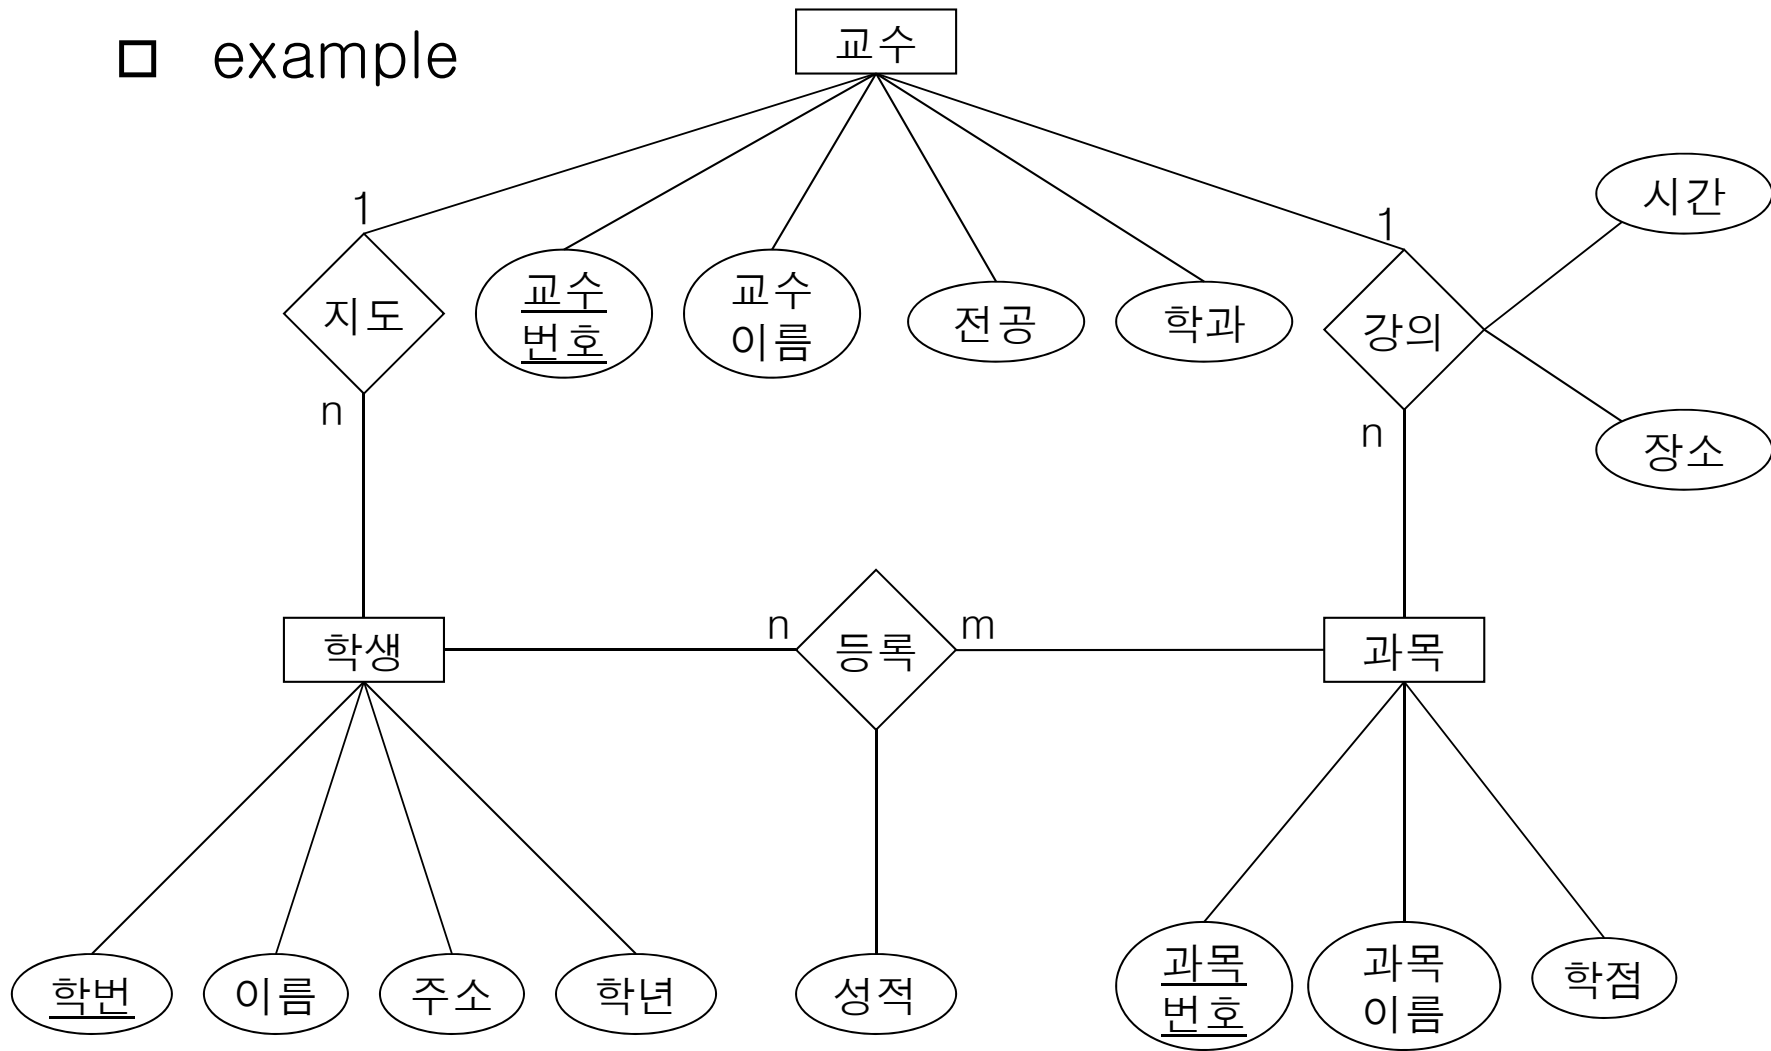 example
교수
1
1
시간
지도
교수
번호
교수
이름
전공
학과
강의
n
n
장소
학생
n
등록
m
과목
학번
이름
주소
학년
성적
과목
번호
과목
이름
학점